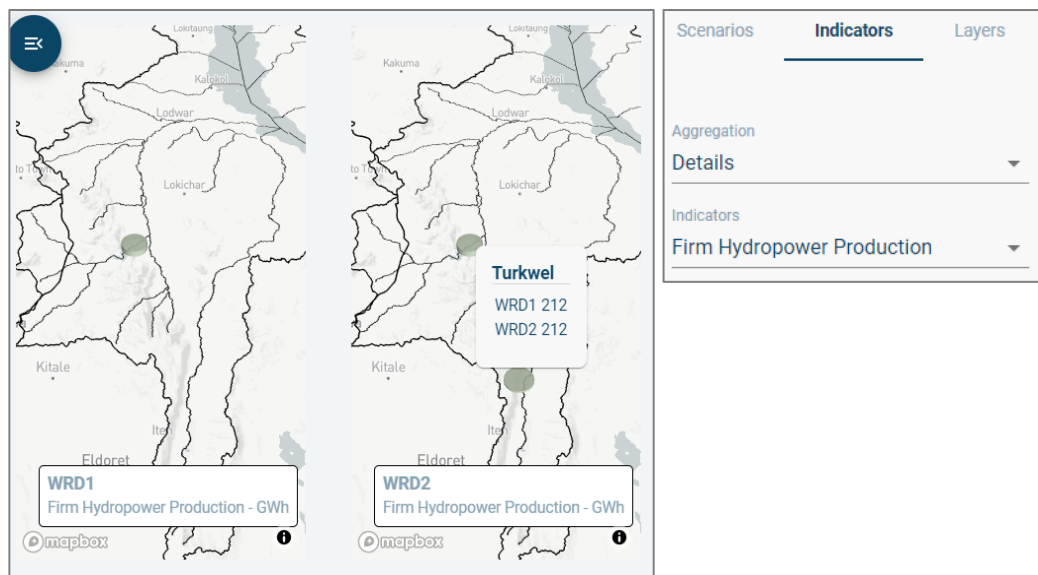 Lokitaung
Kakuma
Kalokol
Lodwar
to Town
Lokichar
Kitale
Iten
Eldoret
WRD1
Firm Hydropower Production - GWh
mapbox
Lokitaung
Kakuma
Kalokol
Lodwar
to Town
Lokichar
Turkwel
WRD1 212
WRD2 212
Kitale
Iten
Eldoret
WRD2
Firm Hydropower Production - GWh
mapbox
Scenarios Indicators Layers
Aggregation
Details
Indicators
Firm Hydropower Production